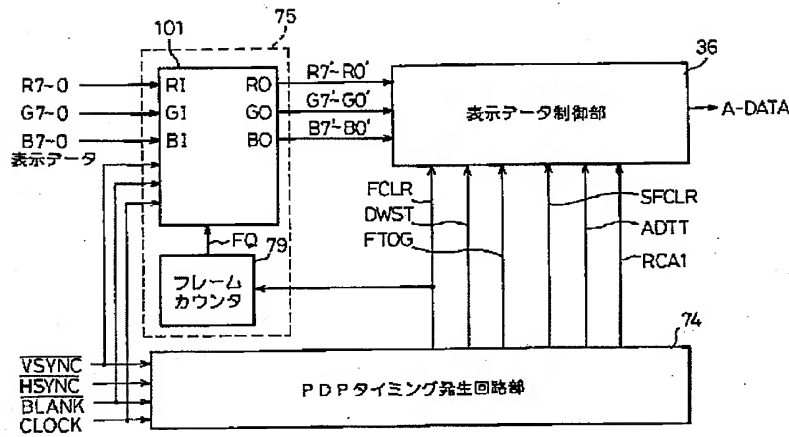 75
101
36
R7~0
RI
RO
R7'~R0'
G7~0
GI
GO
G7'~G0'
表示データ制御部
A-DATA
B7~0
BI
BO
B7'~B0'
表示データ
FCLR
SFCLR
DWST
ADTT
FTOG
RCA1
FQ
79
フレーム
カウンタ
74
VSYNC
HSYNC
BLANK
CLOCK
PDPタイミング発生回路部